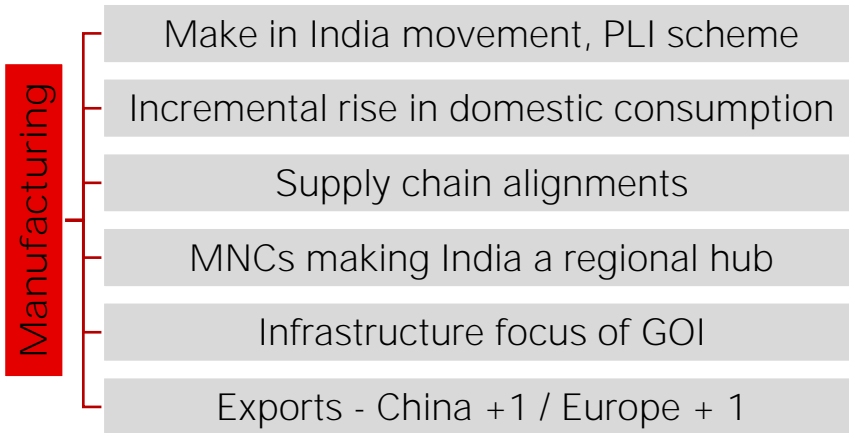 Manufacturing
Make in India movement, PLI scheme
Incremental rise in domestic consumption
Supply chain alignments
MNCs making India a regional hub
Infrastructure focus of GOI
Exports - China +1 / Europe + 1